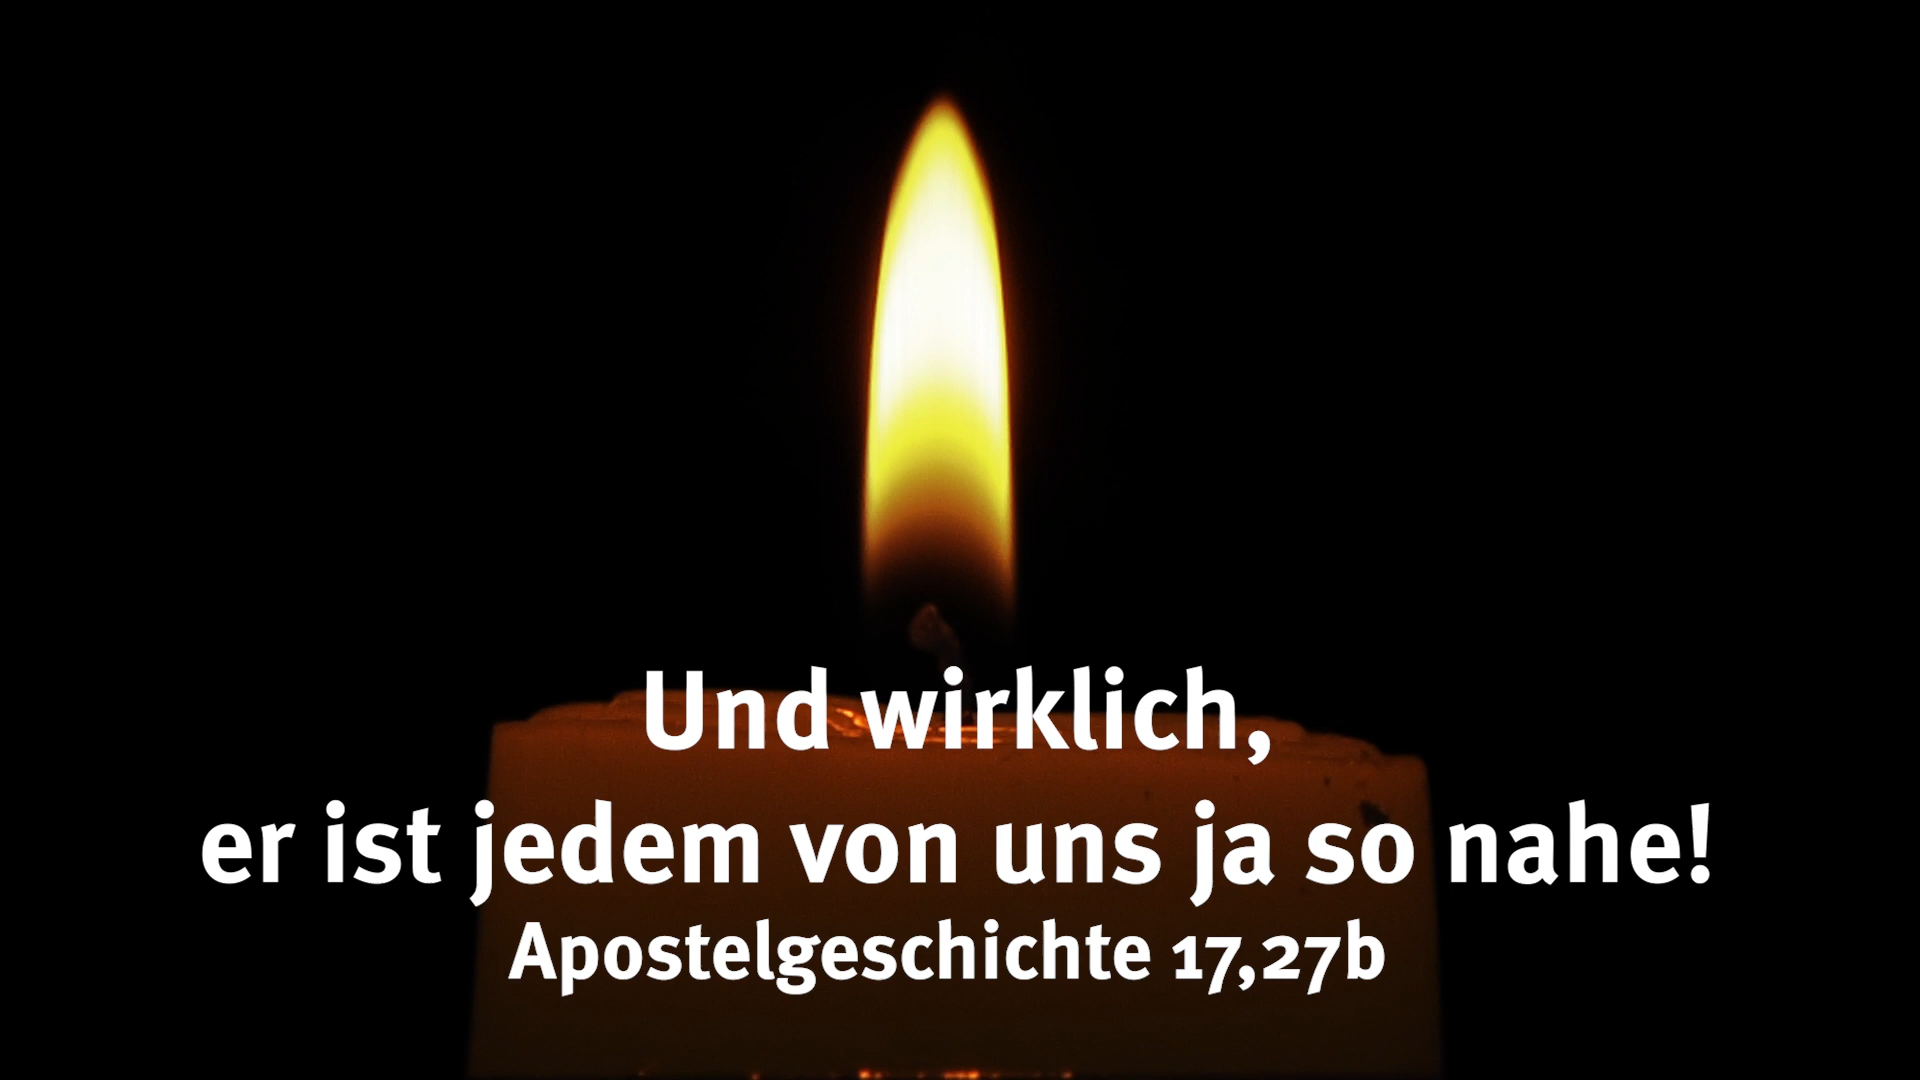 Und wirklich,
er ist jedem von uns ja so nahe!
Apostelgeschichte 17,27b